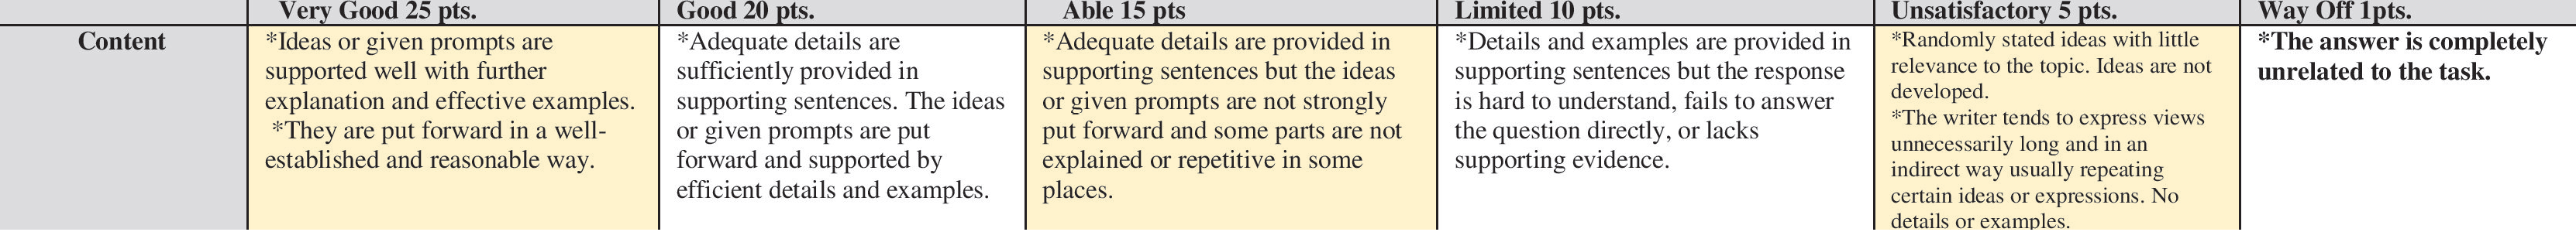 Very Good 25 pts.
Good 20 pts.
Able 15 pts
Limited 10 pts.
Unsatisfactory 5 pts.
Way Off 1pts.
Content
*Ideas or given prompts are
supported well with further
explanation and effective examples.
*They are put forward in a well-
established and reasonable way.
*Adequate details are
sufficiently provided in
supporting sentences. The ideas
or given prompts are put
forward and supported by
efficient details and examples.
*Adequate details are provided in
supporting sentences but the ideas
or given prompts are not strongly
put forward and some parts are not
explained or repetitive in some
places.
*Details and examples are provided in
supporting sentences but the response
is hard to understand, fails to answer
the question directly, or lacks
supporting evidence.
*Randomly stated ideas with little
relevance to the topic. Ideas are not
developed.
*The writer tends to express views
unnecessarily long and in an
indirect way usually repeating
certain ideas or expressions. No
details or examples.
*The answer is completely
unrelated to the task.